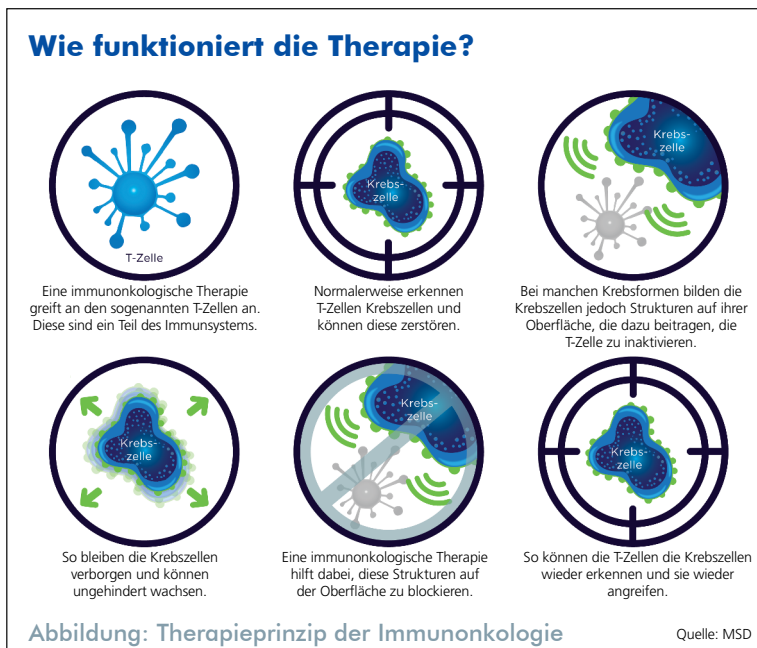 Wie funktioniert die Therapie?
T-Zelle
Eine immunonkologische Therapie
greift an den sogenannten T-Zellen an.
Diese sind ein Teil des Immunsystems.
Krebs-
zelle
Normalerweise erkennen
T-Zellen Krebszellen und
können diese zerstören.
Krebs-
zelle
Bei manchen Krebsformen bilden die
Krebszellen jedoch Strukturen auf ihrer
Oberfläche, die dazu beitragen, die
T-Zelle zu inaktivieren.
Krebs-
zelle
So bleiben die Krebszellen
verborgen und können
ungehindert wachsen.
Krebs-
zelle
Eine immunonkologische Therapie
hilft dabei, diese Strukturen auf
der Oberfläche zu blockieren.
Krebs-
zelle
So können die T-Zellen die Krebszellen
wieder erkennen und sie wieder
angreifen.
Abbildung: Therapieprinzip der Immunonkologie
Quelle: MSD